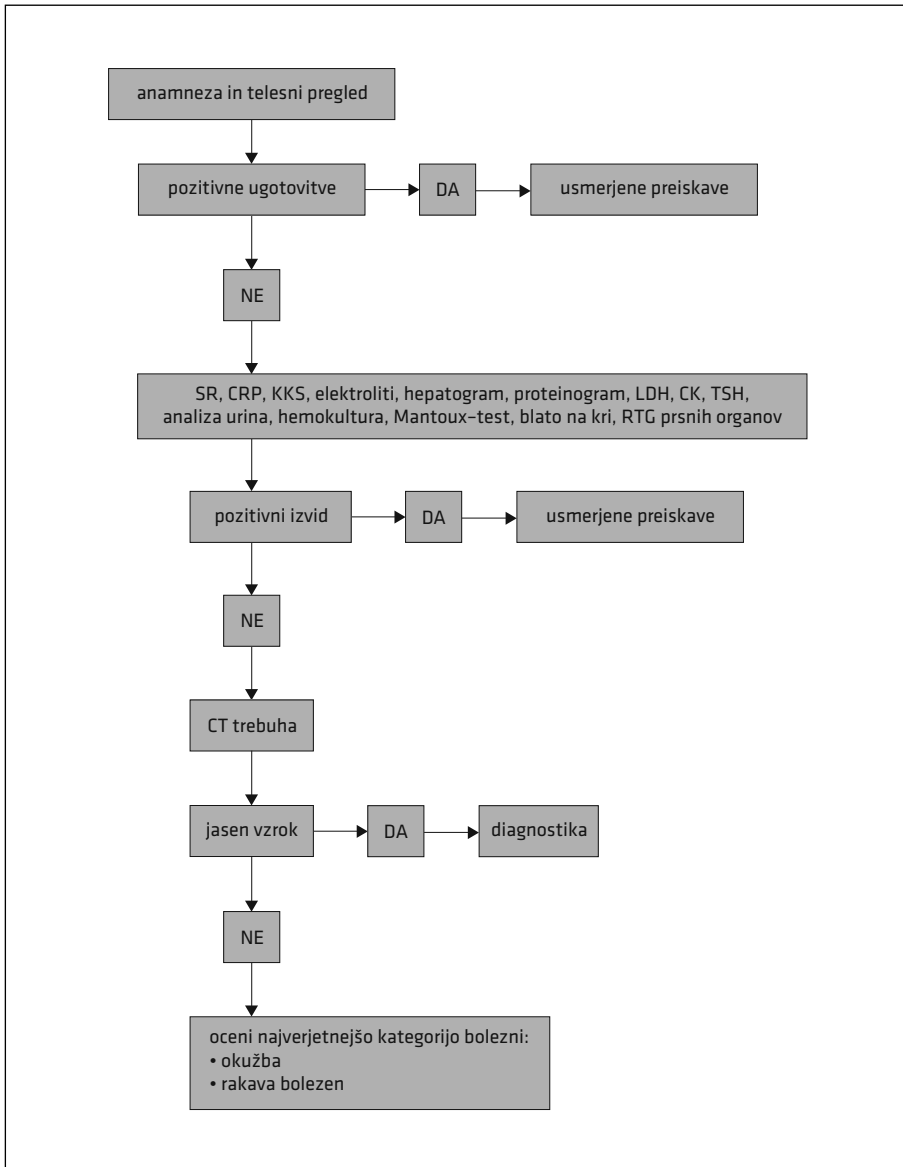 anamneza in telesni pregled
pozitivne ugotovitve
DA
usmerjene preiskave
NE
SR, CRP, KKS, elektroliti, hepatogram, proteinogram, LDH, CK, TSH,
analiza urina, hemokultura, Mantoux-test, blato na kri, RTG prsnih organov
pozitivni izvid
DA
usmerjene preiskave
NE
CT trebuha
jasen vzrok
DA
diagnostika
NE
oceni najverjetnejšo kategorijo bolezni:
• okužba
• rakava bolezen